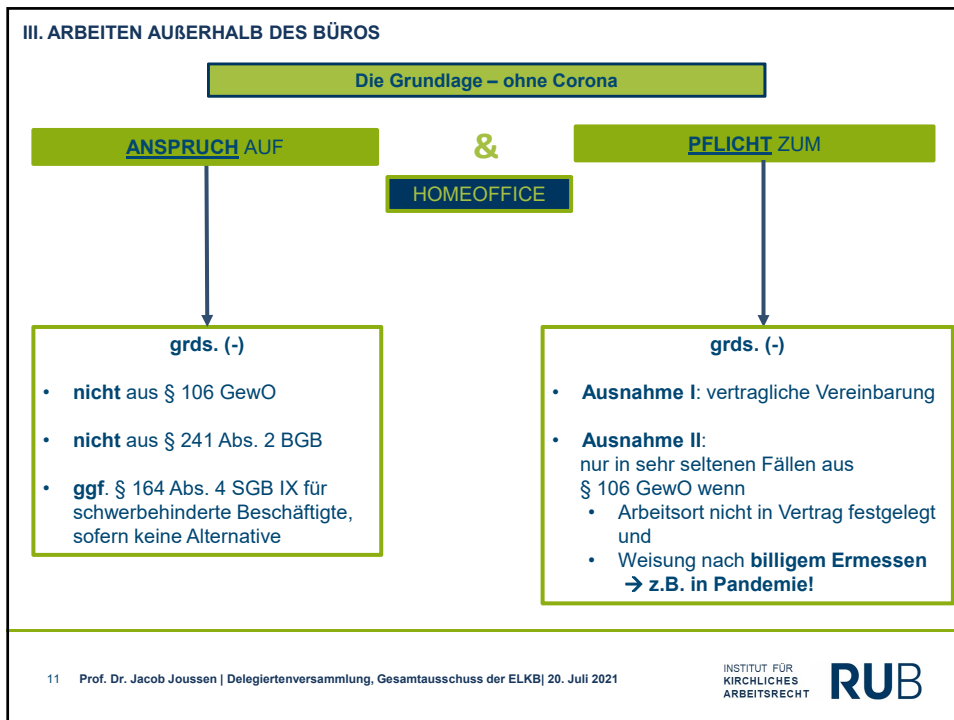 III. ARBEITEN AUßERHALB DES BÜROS
Die Grundlage – ohne Corona
ANSPRUCH AUF
&
PFLICHT ZUM
HOMEOFFICE
grds. (-)
• nicht aus § 106 GewO
• nicht aus § 241 Abs. 2 BGB
• ggf. § 164 Abs. 4 SGB IX für
schwerbehinderte Beschäftigte,
sofern keine Alternative
grds. (-)
• Ausnahme I: vertragliche Vereinbarung
• Ausnahme II:
nur in sehr seltenen Fällen aus
§ 106 GewO wenn
• Arbeitsort nicht in Vertrag festgelegt
und
• Weisung nach billigem Ermessen
→ z.B. in Pandemie!
11 Prof. Dr. Jacob Joussen | Delegiertenversammlung, Gesamtausschuss der ELKB| 20. Juli 2021
INSTITUT FÜR
KIRCHLICHES
ARBEITSRECHT
RUB